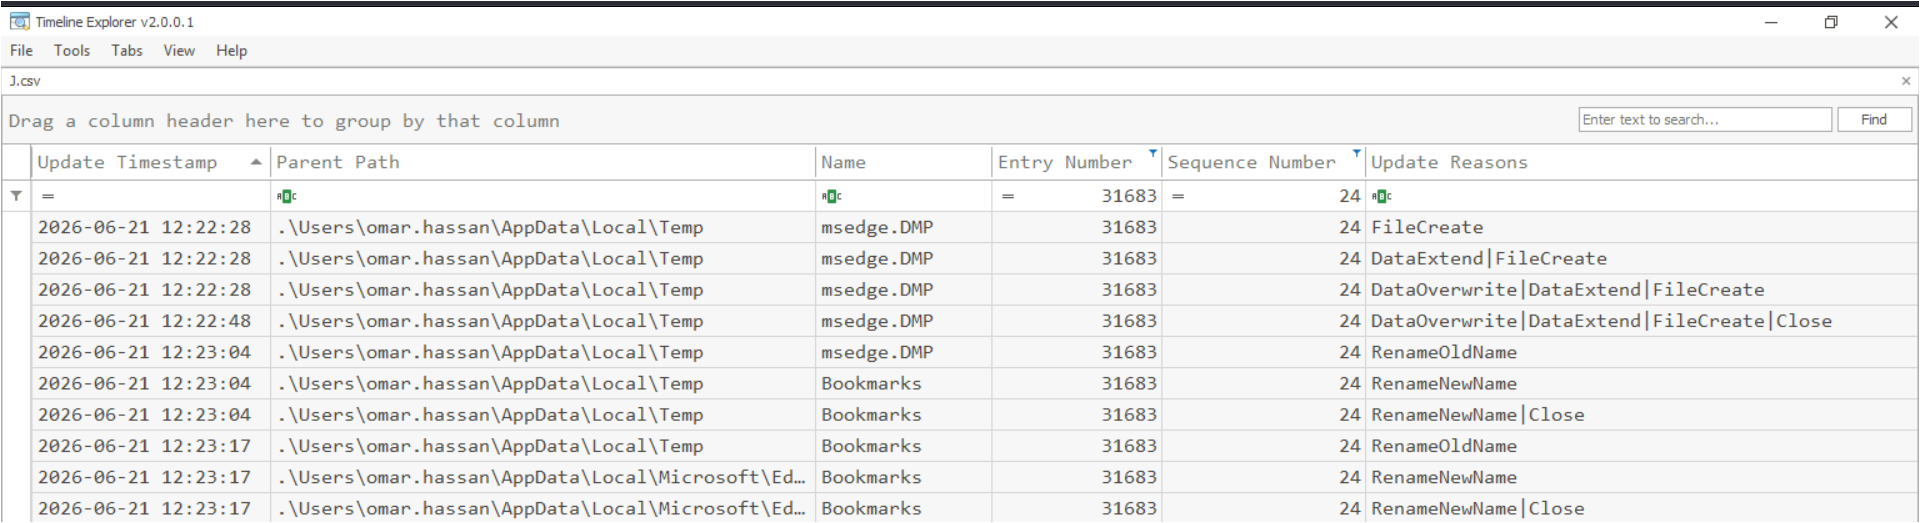 Timeline Explorer v2.0.0.1
File Tools Tabs View Help
J.csv
Drag a column header here to group by that column
Enter text to search... Find
Update Timestamp Parent Path Name Entry Number Sequence Number Update Reasons
= = 31683 = 24
2026-06-21 12:22:28 .\Users\omar.hassan\AppData\Local\Temp msedge.DMP 31683 24 FileCreate
2026-06-21 12:22:28 .\Users\omar.hassan\AppData\Local\Temp msedge.DMP 31683 24 DataExtend|FileCreate
2026-06-21 12:22:28 .\Users\omar.hassan\AppData\Local\Temp msedge.DMP 31683 24 DataOverwrite|DataExtend|FileCreate
2026-06-21 12:22:48 .\Users\omar.hassan\AppData\Local\Temp msedge.DMP 31683 24 DataOverwrite|DataExtend|FileCreate|Close
2026-06-21 12:23:04 .\Users\omar.hassan\AppData\Local\Temp msedge.DMP 31683 24 RenameOldName
2026-06-21 12:23:04 .\Users\omar.hassan\AppData\Local\Temp Bookmarks 31683 24 RenameNewName
2026-06-21 12:23:04 .\Users\omar.hassan\AppData\Local\Temp Bookmarks 31683 24 RenameNewName|Close
2026-06-21 12:23:17 .\Users\omar.hassan\AppData\Local\Temp Bookmarks 31683 24 RenameOldName
2026-06-21 12:23:17 .\Users\omar.hassan\AppData\Local\Microsoft\Ed… Bookmarks 31683 24 RenameNewName
2026-06-21 12:23:17 .\Users\omar.hassan\AppData\Local\Microsoft\Ed… Bookmarks 31683 24 RenameNewName|Close